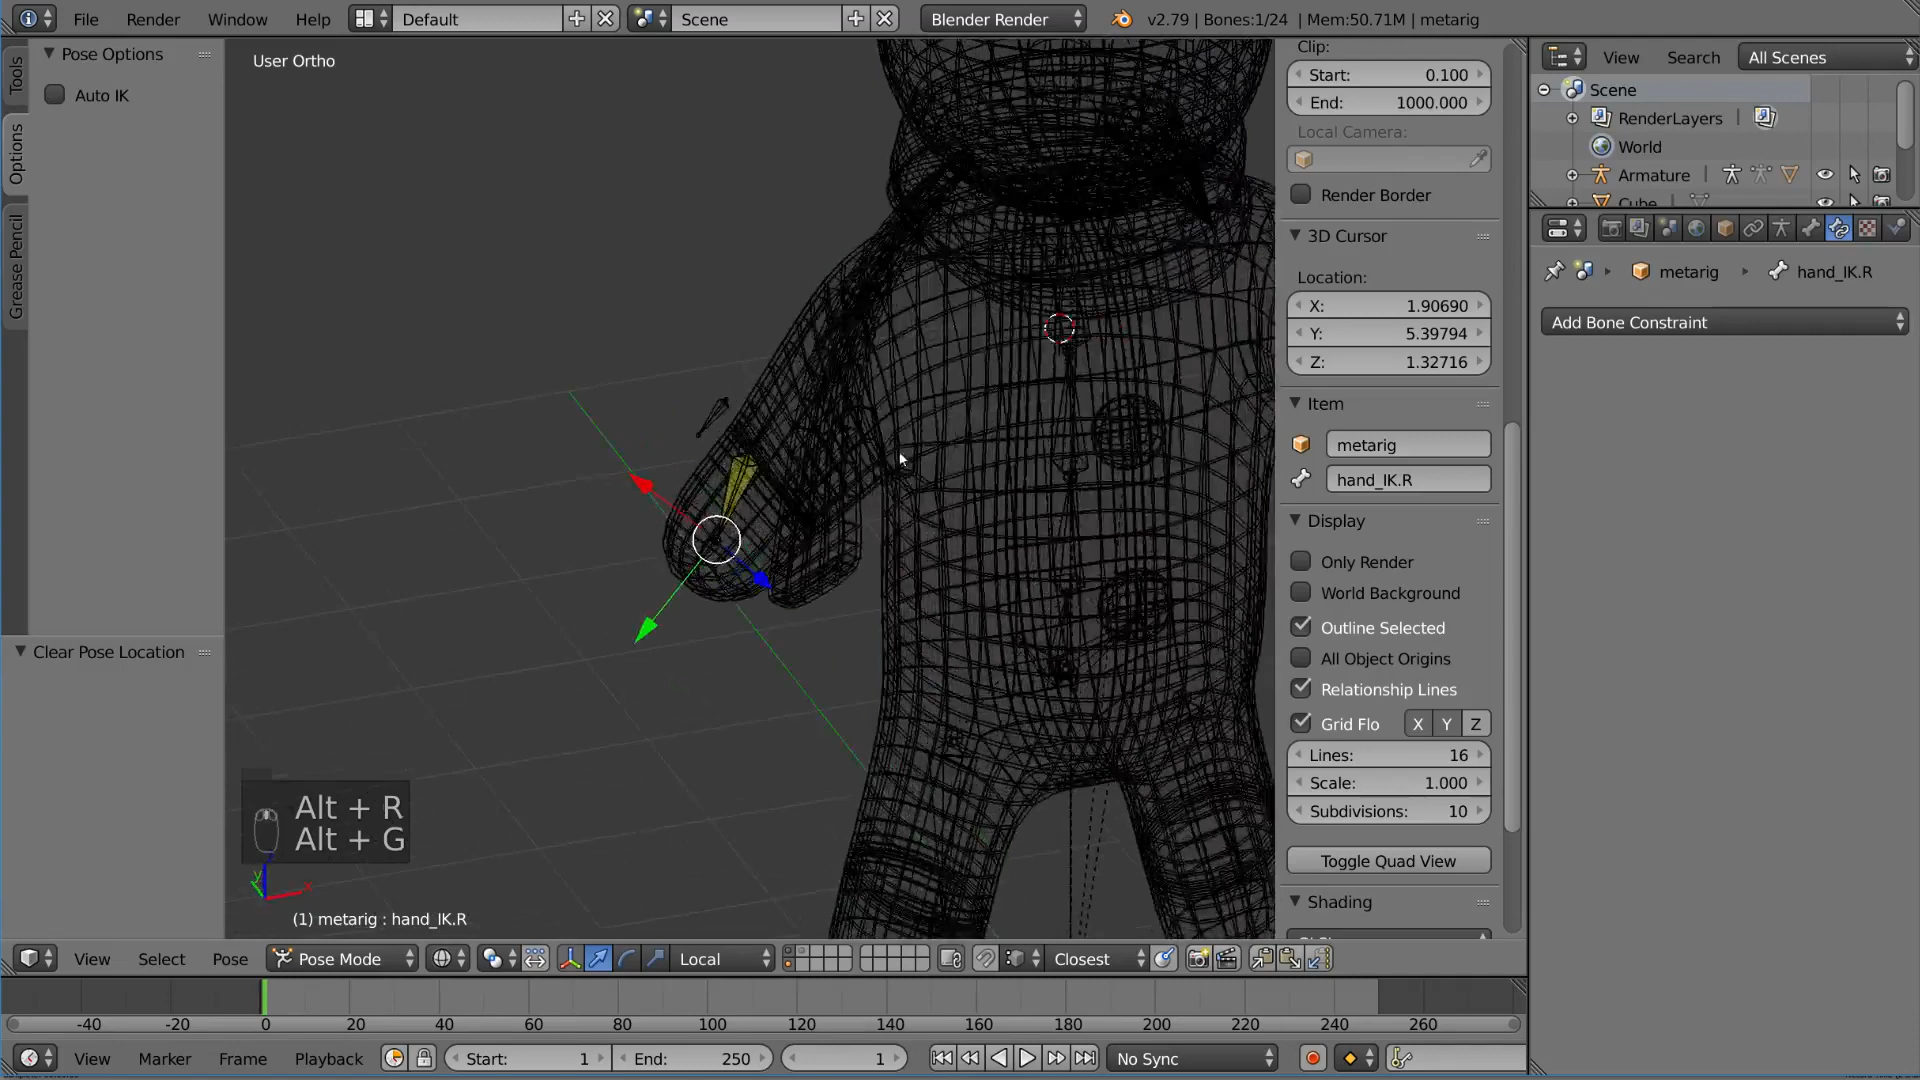 File Render Window Help Default Scene Blender Render v2.79 | Bones:1/24 | Mem:50.71M | metarig
Tools
Options
Grease Pencil
Pose Options
Auto IK
Clear Pose Location
User Ortho
Alt + R
Alt + G
y x
(1) metarig : hand_IK.R
Clip:
Start: 0.100
End: 1000.000
Local Camera:
Render Border
3D Cursor
Location:
X: 1.90690
Y: 5.39794
Z: 1.32716
Item
metarig
hand_IK.R
Display
Only Render
World Background
Outline Selected
All Object Origins
Relationship Lines
Grid Flo X Y Z
Lines: 16
Scale: 1.000
Subdivisions: 10
Toggle Quad View
Shading
View Search All Scenes
Scene
RenderLayers
World
Armature
Cube
metarig hand_IK.R
Add Bone Constraint
View Select Pose Pose Mode Local Closest
-40 -20 0 20 40 60 80 100 120 140 160 180 200 220 240 260
View Marker Frame Playback Start: 1 End: 250 1 No Sync